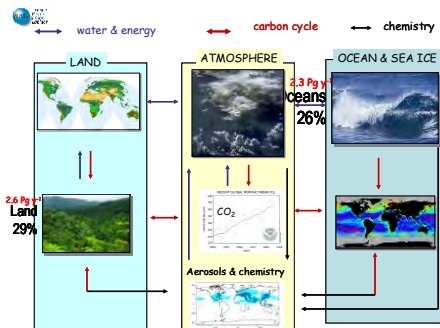 water & energy
carbon cycle
chemistry
LAND
ATMOSPHERE
OCEAN & SEA ICE
2.3 Pg y-1
Oceans
26%
2.6 Pg y-1
Land
29%
CO2
Aerosols & chemistry